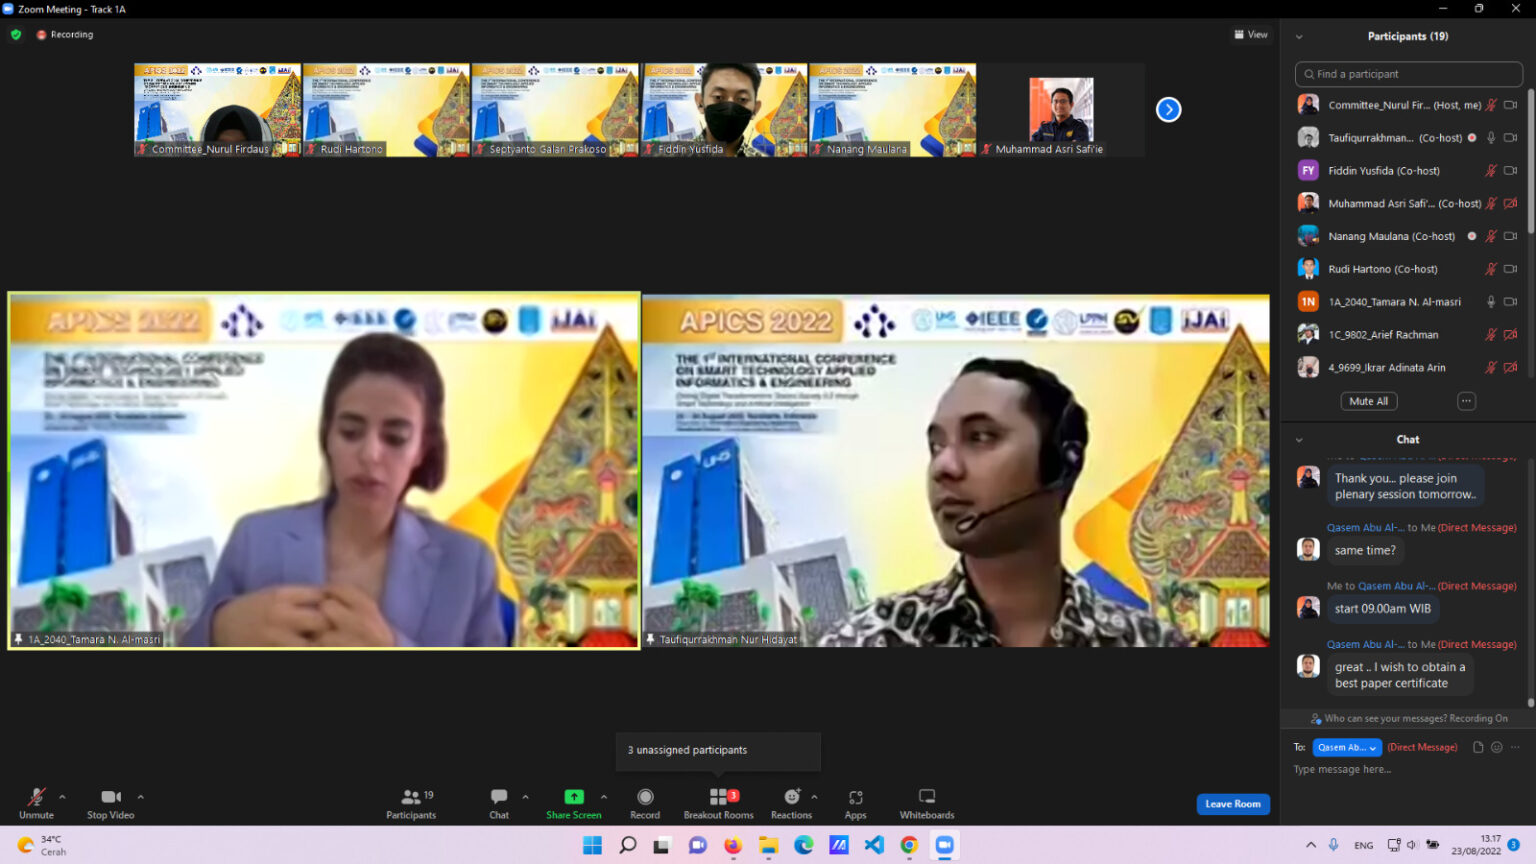 Zoom Meeting - Track 1A
Recording
View
APICS 2022
Committee_Nurul Firdaus
Rudi Hartono
Septyanto Galan Prakoso
Fiddin Yusfida
Nanang Maulana
Muhammad Asri Safi'ie
APICS 2022
IEEE
1A_2040_Tamara N. Al-masri
APICS 2022
UNS
IEEE
IJAI
THE 1ST INTERNATIONAL CONFERENCE
ON SMART TECHNOLOGY APPLIED
INFORMATICS & ENGINEERING
Taufiqurrakhman Nur Hidayat
3 unassigned participants
Unmute
Stop Video
19
Participants
Chat
Share Screen
Record
3
Breakout Rooms
Reactions
Apps
Whiteboards
Leave Room
Participants (19)
Find a participant
Committee_Nurul Fir... (Host, me)
Taufiqurrakhman... (Co-host)
FY
Fiddin Yusfida (Co-host)
Muhammad Asri Safi'... (Co-host)
Nanang Maulana (Co-host)
Rudi Hartono (Co-host)
1N
1A_2040_Tamara N. Al-masri
1C_9802_Arief Rachman
4_9699_Ikrar Adinata Arin
Mute All
Chat
Thank you... please join
plenary session tomorrow..
Qasem Abu Al-... to Me (Direct Message)
same time?
Me to Qasem Abu Al-... (Direct Message)
start 09.00am WIB
Qasem Abu Al-... to Me (Direct Message)
great .. I wish to obtain a
best paper certificate
Who can see your messages? Recording On
To: Qasem Ab... (Direct Message)
Type message here...
34°C
Cerah
ENG
13.17
23/08/2022
3